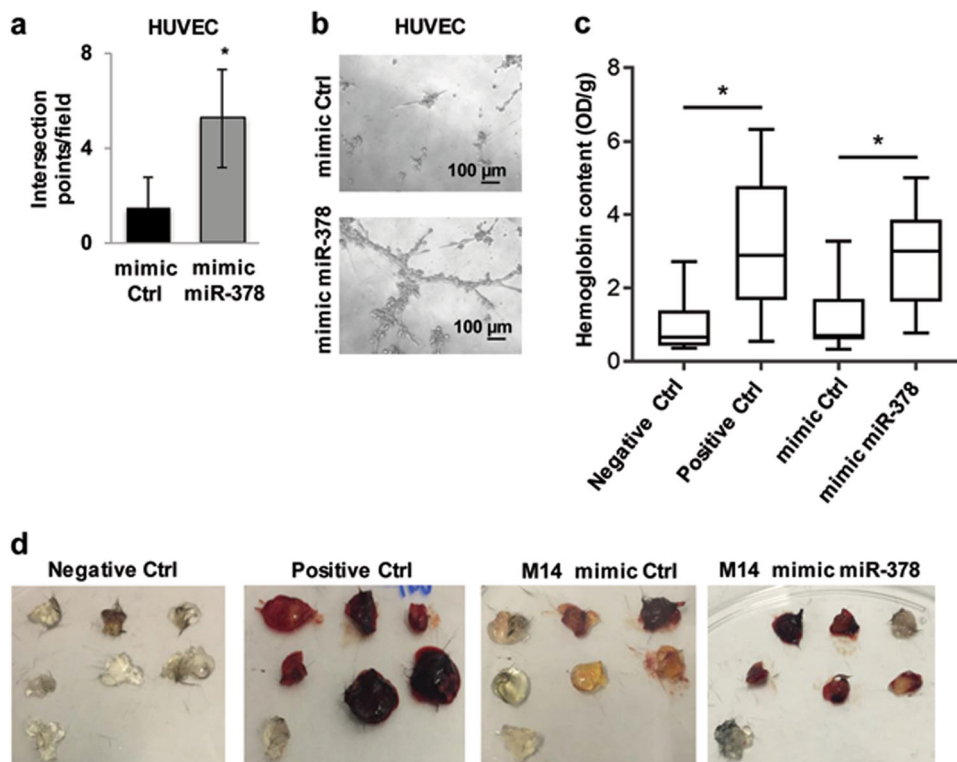 a
HUVEC
*
8
4
0
Intersection
points/field
mimic
Ctrl
mimic
miR-378
b
HUVEC
mimic Ctrl
100 µm
mimic miR-378
100 µm
c
Hemoglobin content (OD/g)
8
6
4
2
0
*
*
Negative Ctrl
Positive Ctrl
mimic Ctrl
mimic miR-378
d
Negative Ctrl
Positive Ctrl
M14 mimic Ctrl
M14 mimic miR-378